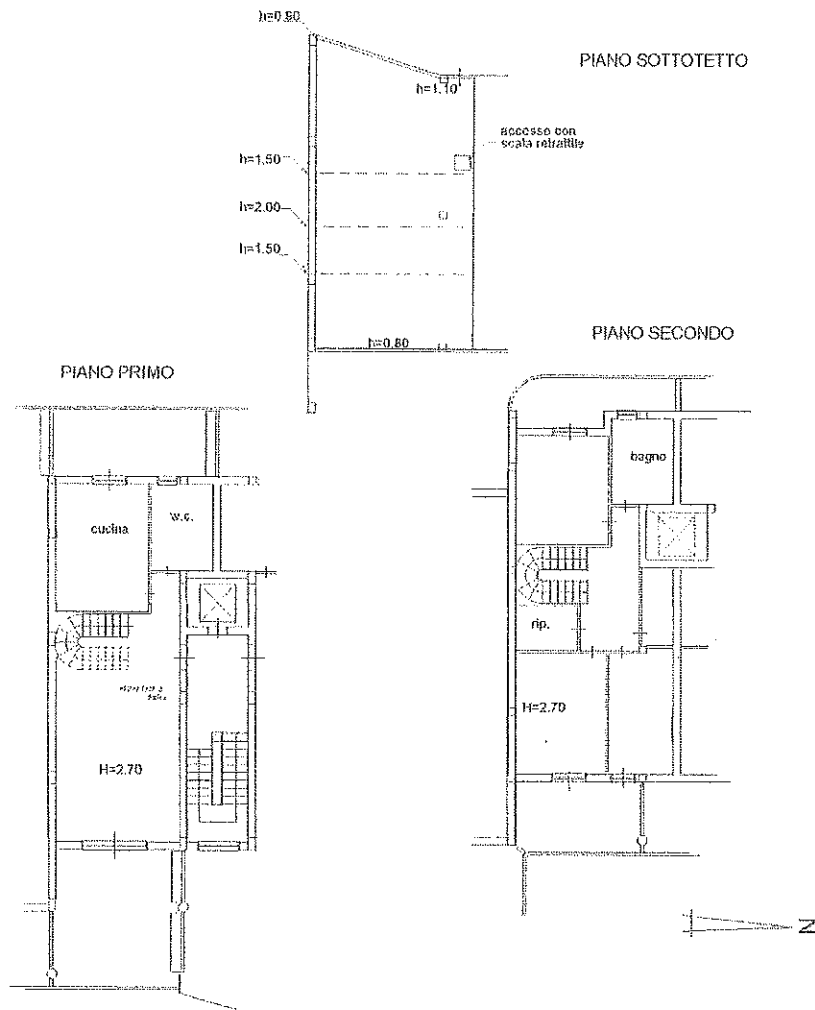 h=0.80
PIANO SOTTOTETTO
h=1.10
accesso con
scala retrattile
h=1.50
h=2.00
h=1.50
h=0.80
PIANO SECONDO
PIANO PRIMO
bagno
cucina
w.c.
rip.
H=2.70
H=2.70
N